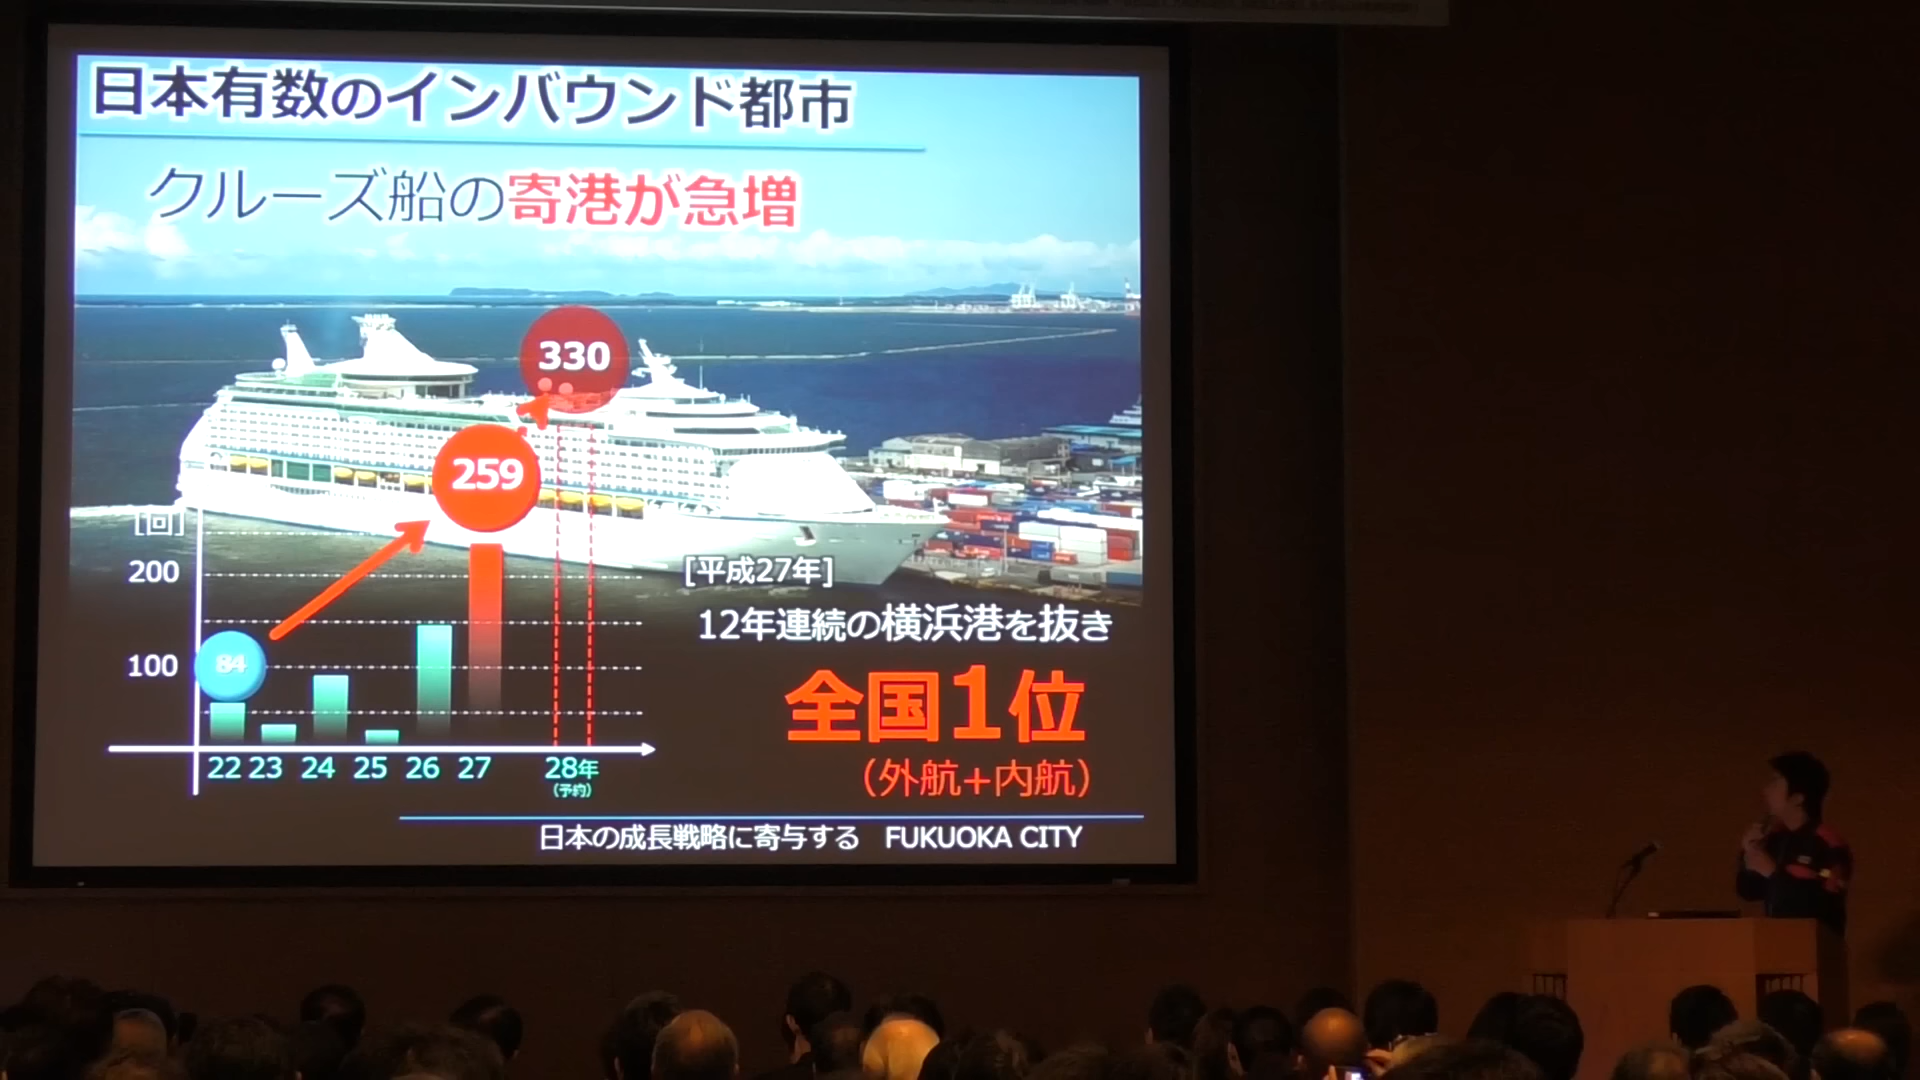 日本有数のインバウンド都市
クルーズ船の寄港が急増
330
259
[回]
200
[平成27年]
12年連続の横浜港を抜き
84
100
全国1位
(外航+内航)
22 23 24 25 26 27 28年
(予約)
日本の成長戦略に寄与する FUKUOKA CITY